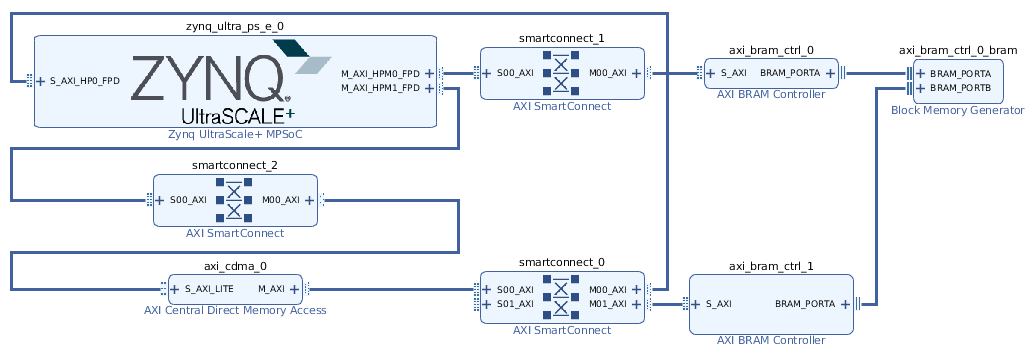 zynq_ultra_ps_e_0
S_AXI_HP0_FPD
ZYNQ
UltraSCALE+
M_AXI_HPM0_FPD
M_AXI_HPM1_FPD
Zynq UltraScale+ MPSoC
smartconnect_1
S00_AXI
M00_AXI
AXI SmartConnect
axi_bram_ctrl_0
S_AXI
BRAM_PORTA
AXI BRAM Controller
axi_bram_ctrl_0_bram
BRAM_PORTA
BRAM_PORTB
Block Memory Generator
smartconnect_2
S00_AXI
M00_AXI
AXI SmartConnect
axi_cdma_0
S_AXI_LITE
M_AXI
AXI Central Direct Memory Access
smartconnect_0
S00_AXI
S01_AXI
M00_AXI
M01_AXI
AXI SmartConnect
axi_bram_ctrl_1
S_AXI
BRAM_PORTA
AXI BRAM Controller